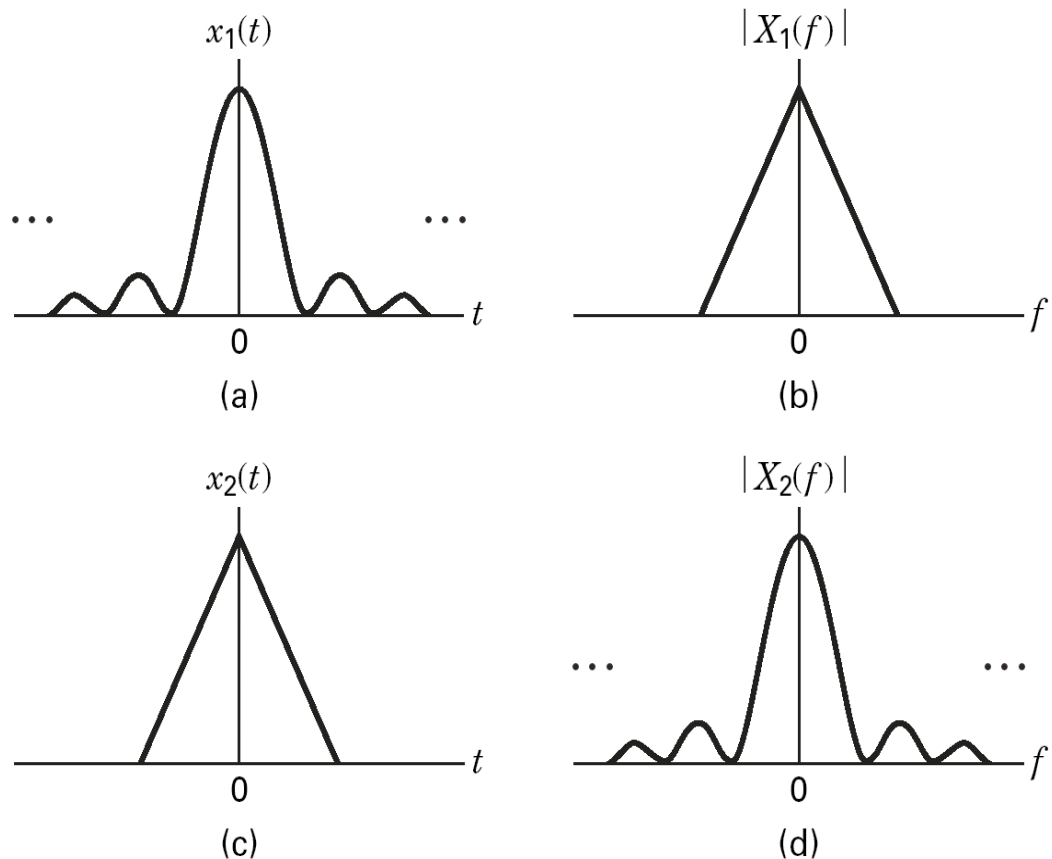 x₁(t)
|X₁(f)|
... ... t
0
(a)
f
0
(b)
x₂(t)
|X₂(f)|
t
0
(c)
... ... f
0
(d)